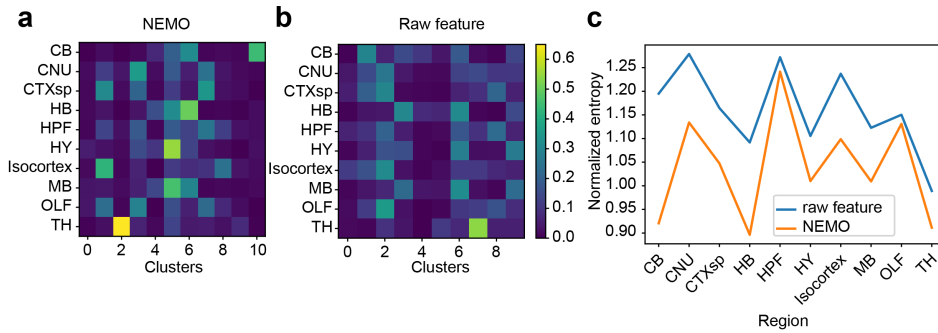 a
NEMO
CB
CNU
CTXsp
HB
HPF
HY
Isocortex
MB
OLF
TH
0 2 4 6 8 10
Clusters
b
Raw feature
CB
CNU
CTXsp
HB
HPF
HY
Isocortex
MB
OLF
TH
0 2 4 6 8
Clusters
0.6
0.5
0.4
0.3
0.2
0.1
0.0
c
Normalized entropy
1.25
1.20
1.15
1.10
1.05
1.00
0.95
0.90
raw feature
NEMO
CB CNU CTXsp HB HPF HY Isocortex MB OLF TH
Region